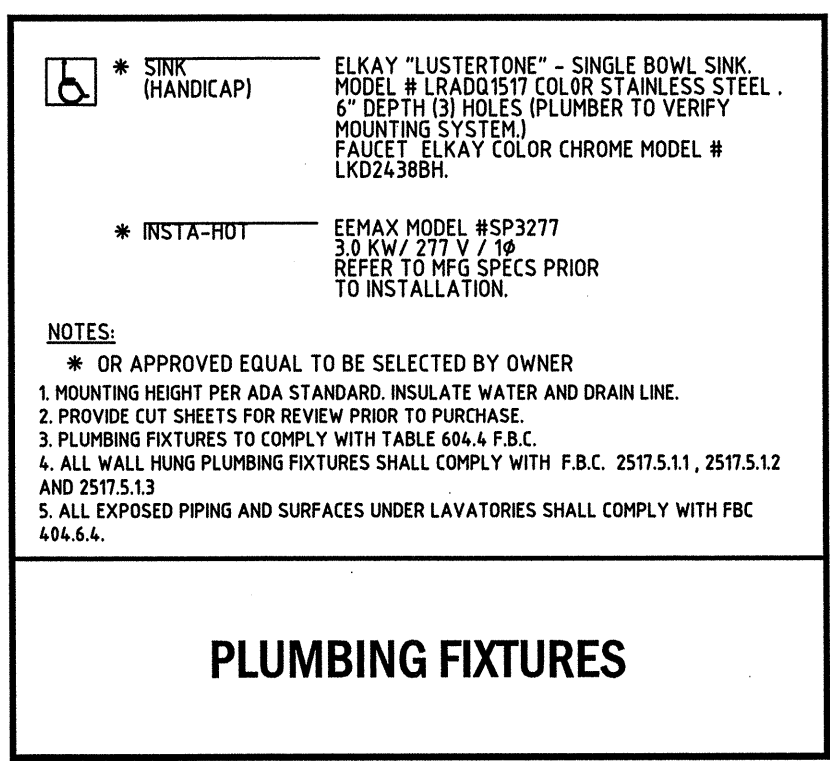 * SINK ELKAY "LUSTERTONE" - SINGLE BOWL SINK.
(HANDICAP) MODEL # LRADQ1517 COLOR STAINLESS STEEL .
6" DEPTH (3) HOLES (PLUMBER TO VERIFY
MOUNTING SYSTEM.)
FAUCET ELKAY COLOR CHROME MODEL #
LKD2438BH.
* INSTA-HOT EEMAX MODEL #SP3277
3.0 KW/ 277 V / 1Ø
REFER TO MFG SPECS PRIOR
TO INSTALLATION.
NOTES:
* OR APPROVED EQUAL TO BE SELECTED BY OWNER
1. MOUNTING HEIGHT PER ADA STANDARD. INSULATE WATER AND DRAIN LINE.
2. PROVIDE CUT SHEETS FOR REVIEW PRIOR TO PURCHASE.
3. PLUMBING FIXTURES TO COMPLY WITH TABLE 604.4 F.B.C.
4. ALL WALL HUNG PLUMBING FIXTURES SHALL COMPLY WITH F.B.C. 2517.5.1.1 , 2517.5.1.2
AND 2517.5.1.3
5. ALL EXPOSED PIPING AND SURFACES UNDER LAVATORIES SHALL COMPLY WITH FBC
404.6.4.
PLUMBING FIXTURES